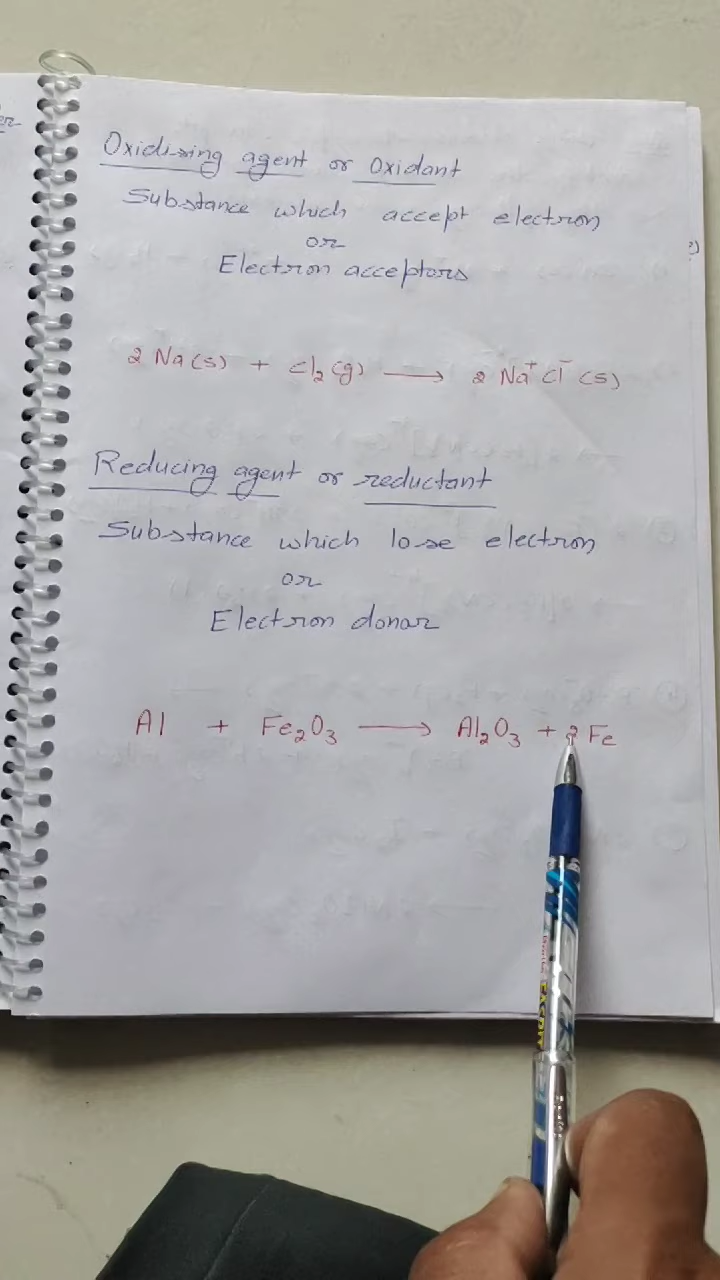 er
Oxidising agent or Oxidant
Substance which accept electron
or
Electron acceptors
2 Na(s) + Cl₂(g) ⟶ 2 Na⁺Cl⁻(s)
Reducing agent or reductant
Substance which lose electron
or
Electron donar
Al + Fe₂O₃ ⟶ Al₂O₃ + 2 Fe